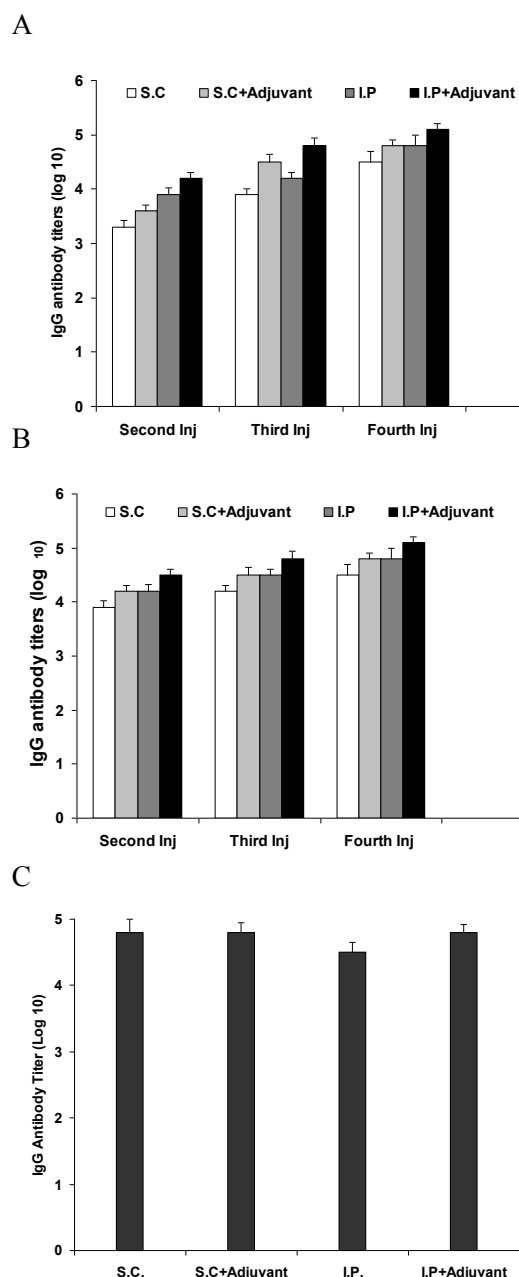 A
6
S.C S.C+Adjuvant I.P I.P+Adjuvant
5
4
3
2
1
0
IgG antibody titers (log 10)
Second Inj Third Inj Fourth Inj
B
6
S.C S.C+Adjuvant I.P I.P+Adjuvant
5
4
3
2
1
0
IgG antibody titers (log 10)
Second Inj Third Inj Fourth Inj
C
5
4
3
2
1
0
IgG Antibody Titer (Log 10)
S.C. S.C+Adjuvant I.P. I.P+Adjuvant